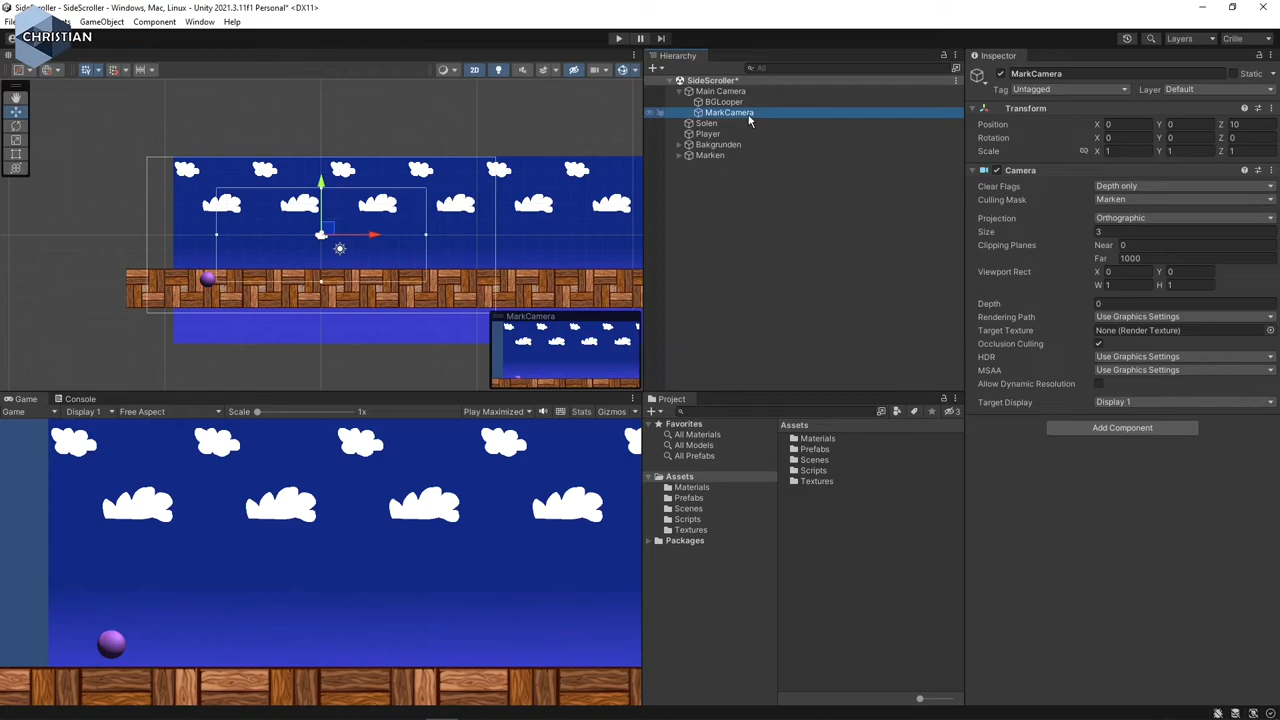 SideScroller - SideScroller - Windows, Mac, Linux - Unity 2021.3.11f1 Personal* <DX11>
GameObject Component Window Help
CHRISTIAN
Layers Crille
2D
Hierarchy
All
SideScroller*
Main Camera
BGLooper
MarkCamera
Solen
Player
Bakgrunden
Marken
MarkCamera
Inspector
MarkCamera Static
Tag Untagged Layer Default
Transform
Position X 0 Y 0 Z 10
Rotation X 0 Y 0 Z 0
Scale X 1 Y 1 Z 1
Camera
Clear Flags Depth only
Culling Mask Marken
Projection Orthographic
Size 3
Clipping Planes Near 0
Far 1000
Viewport Rect X 0 Y 0
W 1 H 1
Depth 0
Rendering Path Use Graphics Settings
Target Texture None (Render Texture)
Occlusion Culling
HDR Use Graphics Settings
MSAA Use Graphics Settings
Allow Dynamic Resolution
Target Display Display 1
Add Component
Game Console
Game Display 1 Free Aspect Scale 1x Play Maximized Stats Gizmos
Project
3
Favorites
All Materials
All Models
All Prefabs
Assets
Materials
Prefabs
Scenes
Scripts
Textures
Packages
Assets
Materials
Prefabs
Scenes
Scripts
Textures